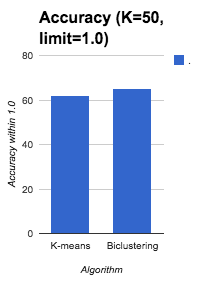 Accuracy (K=50,
limit=1.0)
80
.
60
40
20
0
Accuracy within 1.0
K-means
Biclustering
Algorithm